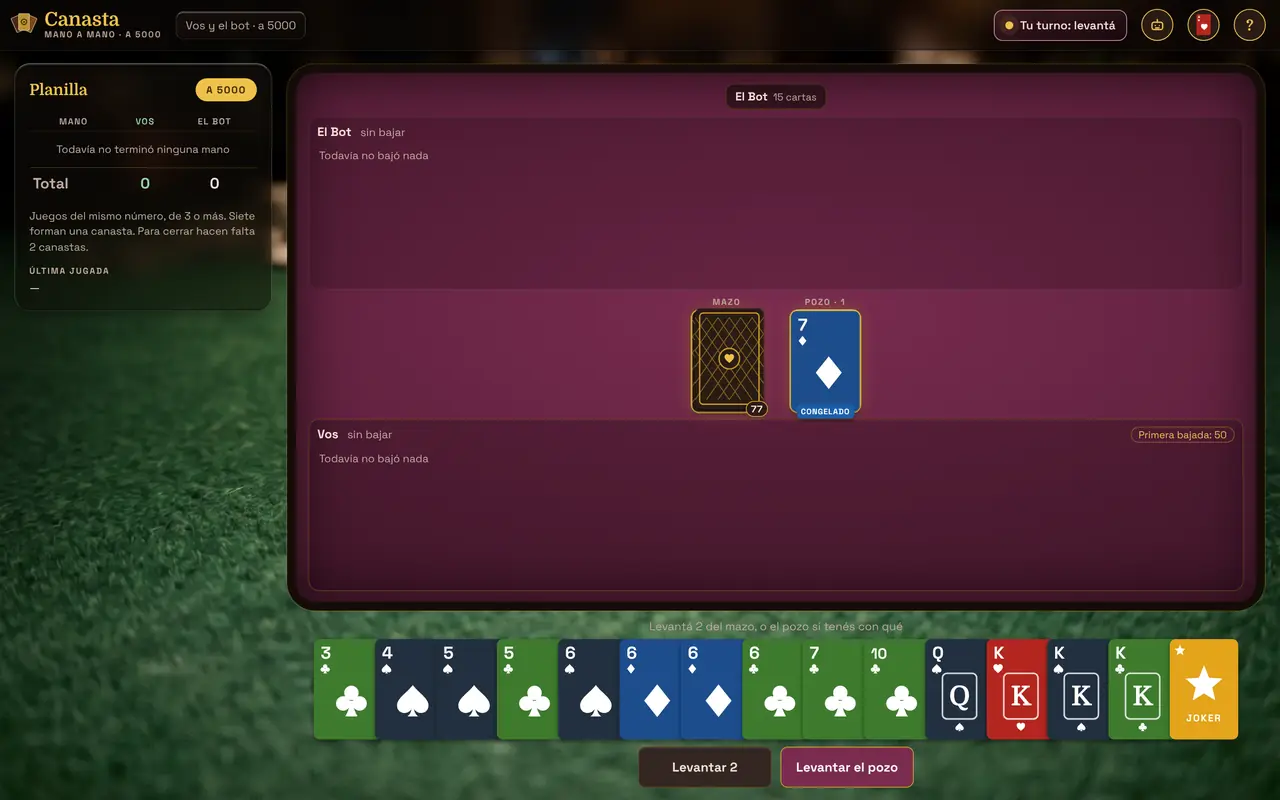 Canasta
MANO A MANO · A 5000
Vos y el bot · a 5000
Tu turno: levantá
?
Planilla
A 5000
MANO VOS EL BOT
Todavía no terminó ninguna mano
Total 0 0
Juegos del mismo número, de 3 o más. Siete
forman una canasta. Para cerrar hacen falta
2 canastas.
ÚLTIMA JUGADA
—
El Bot 15 cartas
El Bot sin bajar
Todavía no bajó nada
MAZO
77
POZO · 1
7
CONGELADO
Vos sin bajar
Primera bajada: 50
Todavía no bajó nada
Levantá 2 del mazo, o el pozo si tenés con qué
3 4 5 5 6 6 6 6 7 10 Q K K K
Q K K K JOKER
Levantar 2
Levantar el pozo